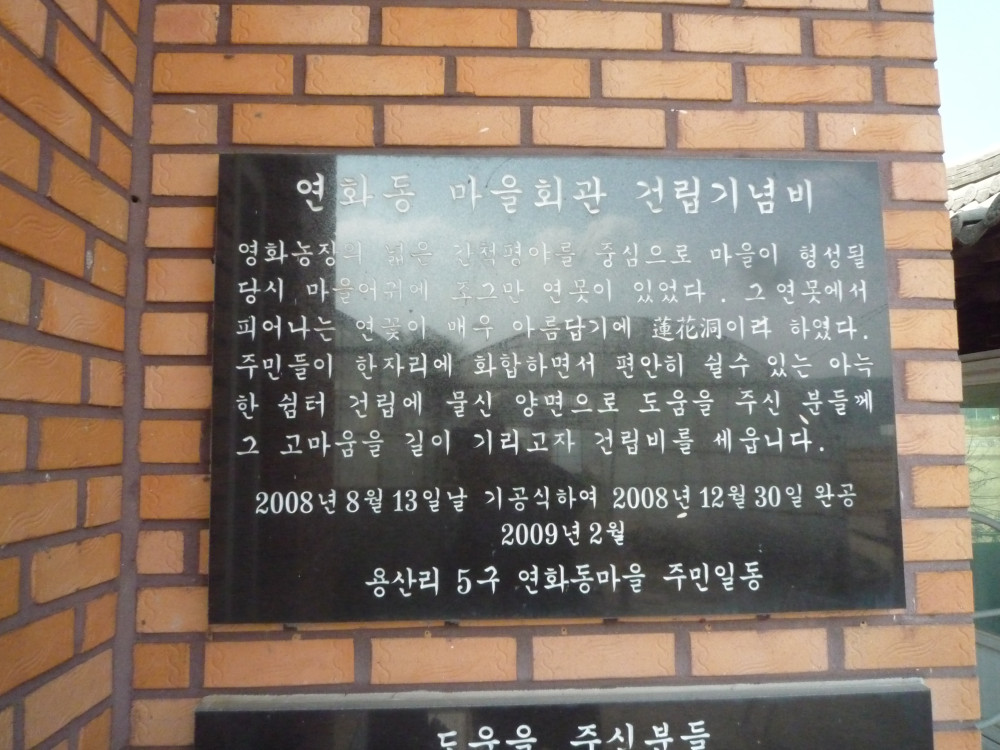 연화동 마을회관 건립기념비
영화농장의 넓은 간척평야를 중심으로 마을이 형성될
당시 마을어귀에 조그만 연못이 있었다. 그연못에서
피어나는 연꽃이 매우 아름답기에 蓮花洞이라 하였다.
주민들이 한자리에 화합하면서 편안히 쉴수 있는 아늑
한 쉼터 건립에 물신 양면으로 도움을 주신 분들께
그 고마움을 길이 기리고자 건립비를 세웁니다.
2008년 8월 13일날 기공식하여 2008년 12월 30일 완공
2009년 2월
용산리 5구 연화동마을 주민일동
도움을 주신분들